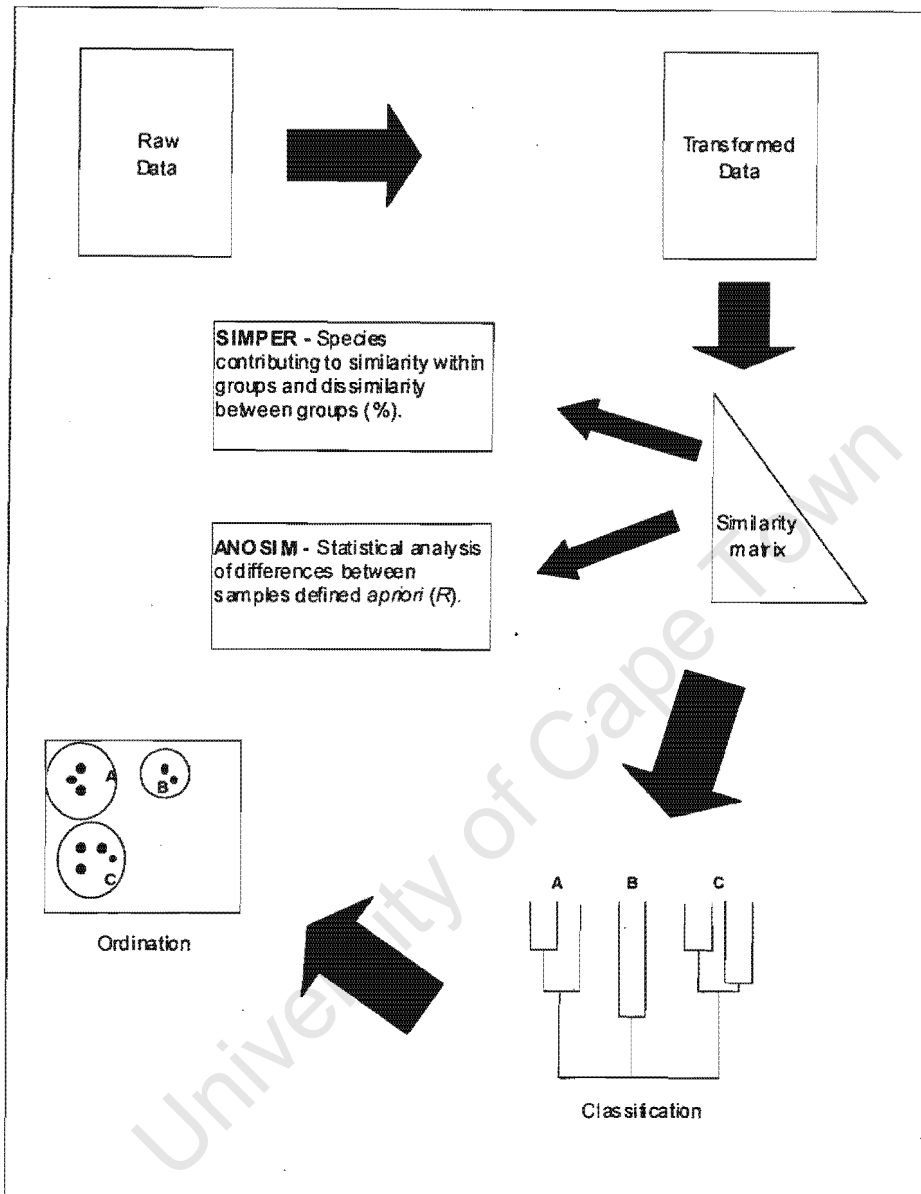 Raw
Data
Transformed
Data
SIMPER - Species
contributing to similarity within
groups and dissimilarity
between groups (%).
Similarity
matrix
ANOSIM - Statistical analysis
of differences between
samples defined apriori (R).
A
B
C
Ordination
A B C
Classification
University of Cape Town